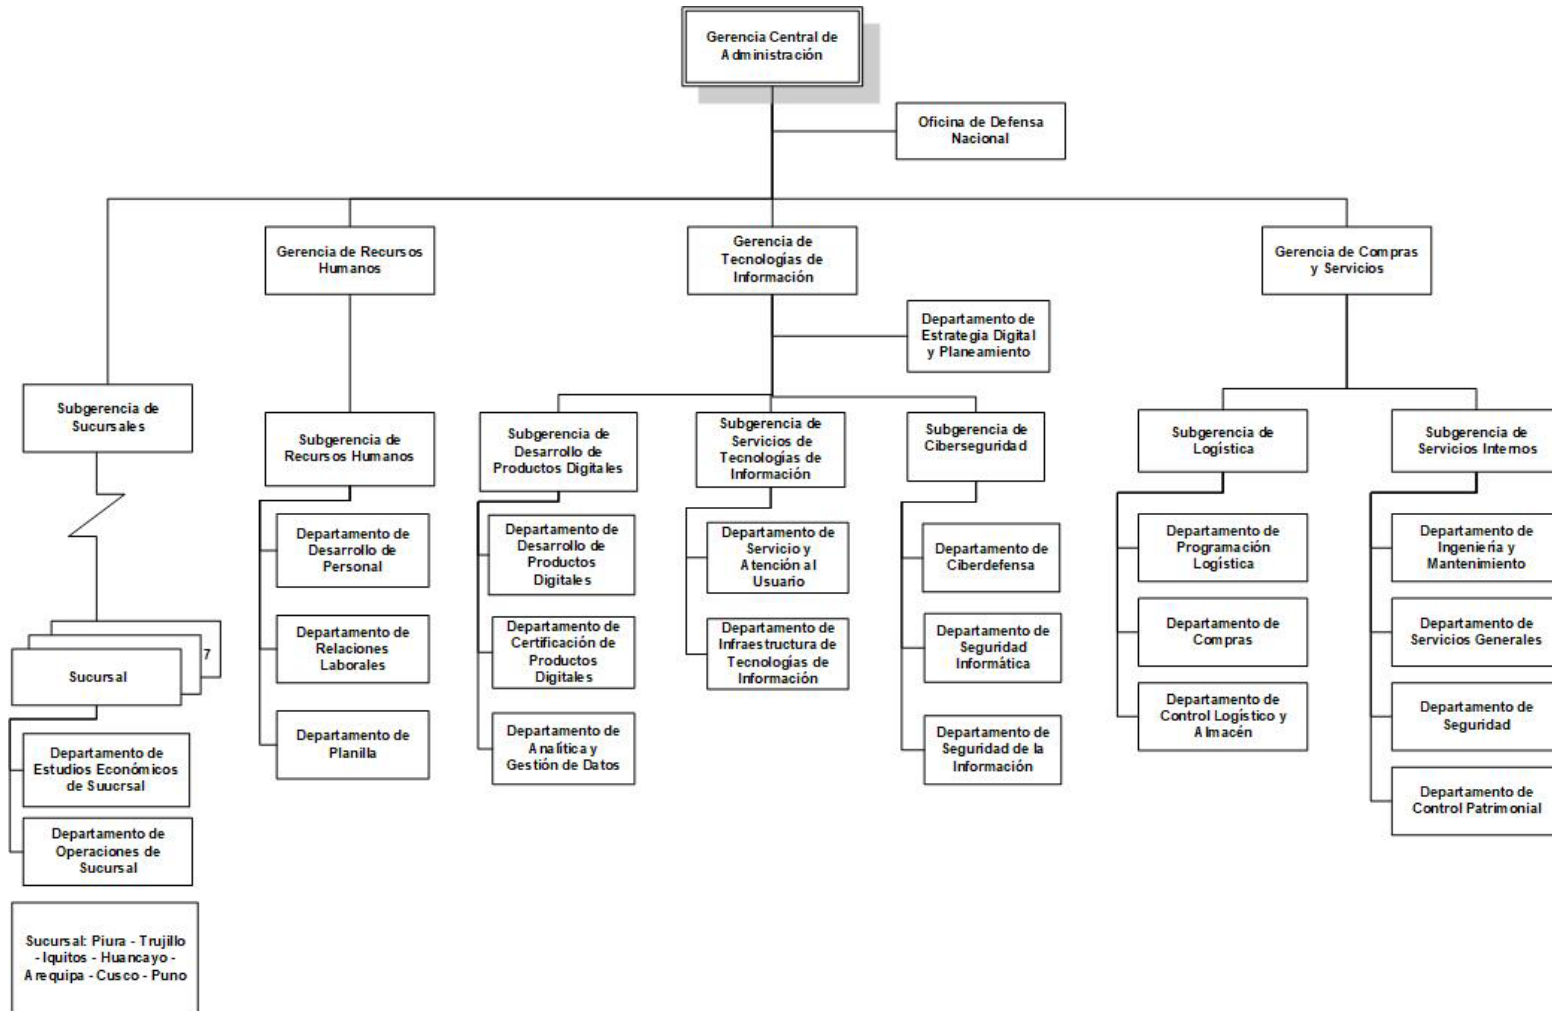 Gerencia Central de
Administración
Oficina de Defensa
Nacional
Gerencia de Recursos
Humanos
Gerencia de
Tecnologías de
Información
Gerencia de Compras
y Servicios
Departamento de
Estrategia Digital
y Planeamiento
Subgerencia de
Sucursales
Subgerencia de
Recursos Humanos
Subgerencia de
Desarrollo de
Productos Digitales
Subgerencia de
Servicios de
Tecnologías de
Información
Subgerencia de
Ciberseguridad
Subgerencia de
Logística
Subgerencia de
Servicios Internos
7
Sucursal
Departamento de
Estudios Económicos
de Suucrsal
Departamento de
Operaciones de
Sucursal
Sucursal: Piura - Trujillo
- Iquitos - Huancayo -
Arequipa - Cusco - Puno
Departamento de
Desarrollo de
Personal
Departamento de
Relaciones
Laborales
Departamento de
Planilla
Departamento de
Desarrollo de
Productos
Digitales
Departamento de
Certificación de
Productos
Digitales
Departamento de
Analítica y
Gestión de Datos
Departamento de
Servicio y
Atención al
Usuario
Departamento de
Infraestructura de
Tecnologías de
Información
Departamento de
Ciberdefensa
Departamento de
Seguridad
Informática
Departamento de
Seguridad de la
Información
Departamento de
Programación
Logística
Departamento de
Compras
Departamento de
Control Logístico y
Almacén
Departamento de
Ingeniería y
Mantenimiento
Departamento de
Servicios Generales
Departamento de
Seguridad
Departamento de
Control Patrimonial